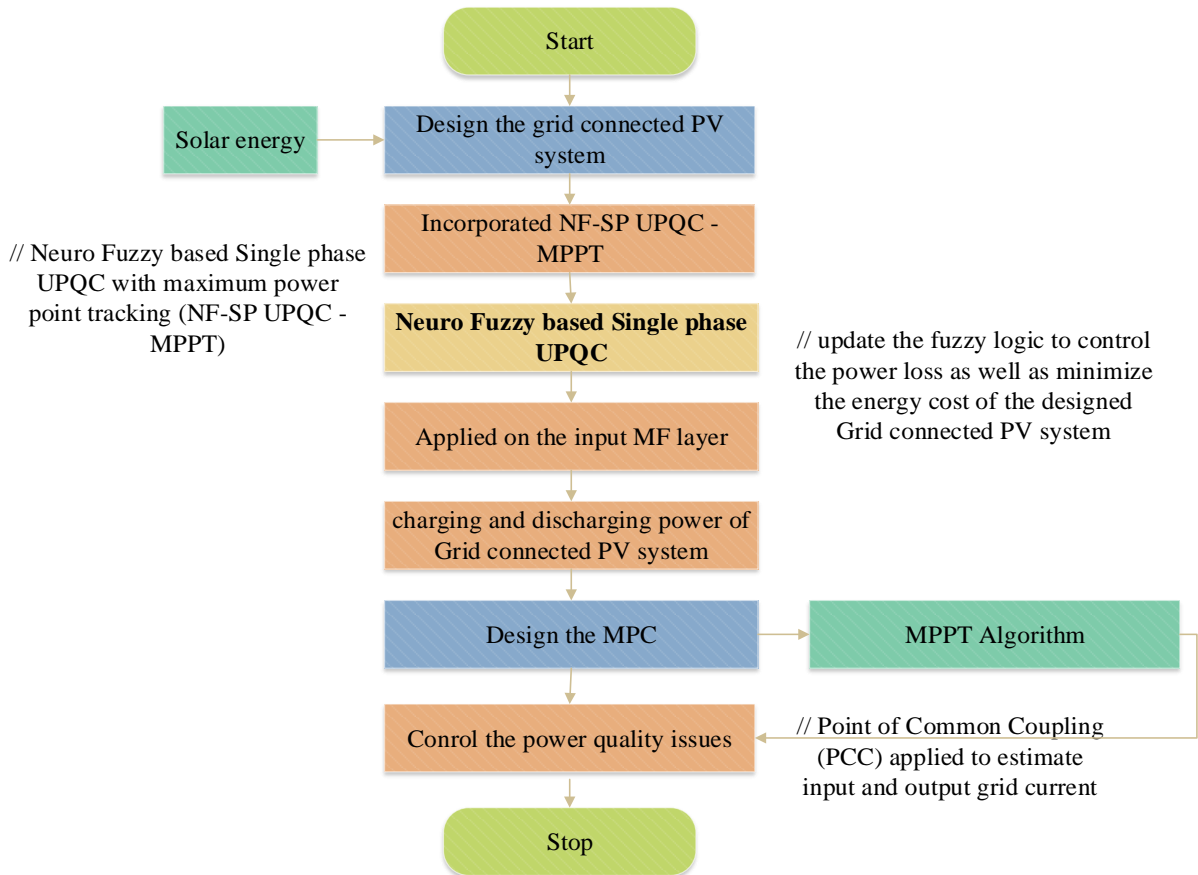 Start
Solar energy
Design the grid connected PV
system
Incorporated NF-SP UPQC -
MPPT
// Neuro Fuzzy based Single phase
UPQC with maximum power
point tracking (NF-SP UPQC -
MPPT)
Neuro Fuzzy based Single phase
UPQC
// update the fuzzy logic to control
the power loss as well as minimize
the energy cost of the designed
Grid connected PV system
Applied on the input MF layer
charging and discharging power of
Grid connected PV system
Design the MPC
MPPT Algorithm
Conrol the power quality issues
// Point of Common Coupling
(PCC) applied to estimate
input and output grid current
Stop